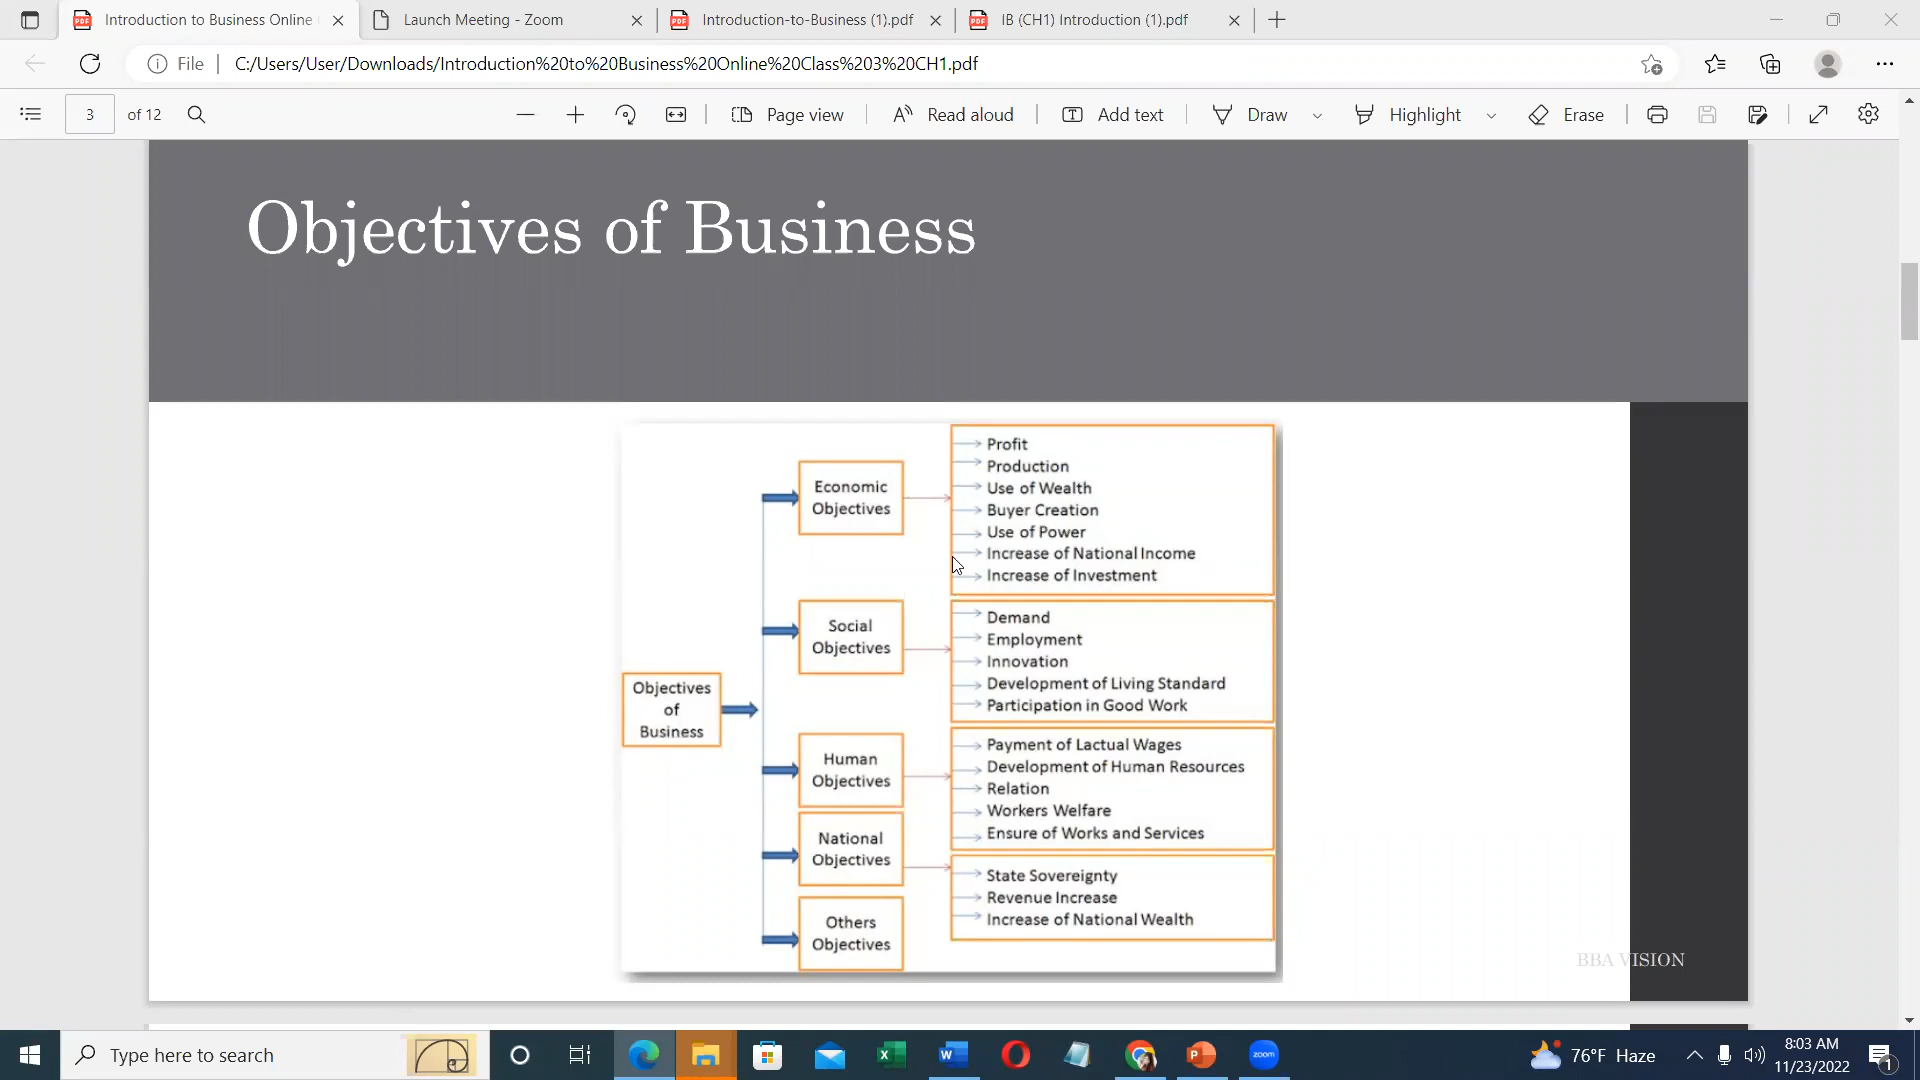 Introduction to Business Online
Launch Meeting - Zoom
Introduction-to-Business (1).pdf
IB (CH1) Introduction (1).pdf
File
C:/Users/User/Downloads/Introduction%20to%20Business%20Online%20Class%203%20CH1.pdf
3 of 12
Page view
Read aloud
Add text
Draw
Highlight
Erase
Objectives of Business
Objectives
of
Business
Economic
Objectives
Profit
Production
Use of Wealth
Buyer Creation
Use of Power
Increase of National Income
Increase of Investment
Social
Objectives
Demand
Employment
Innovation
Development of Living Standard
Participation in Good Work
Human
Objectives
Payment of Lactual Wages
Development of Human Resources
Relation
Workers Welfare
Ensure of Works and Services
National
Objectives
State Sovereignty
Revenue Increase
Increase of National Wealth
Others
Objectives
BBA VISION
Type here to search
zoom
76°F Haze
8:03 AM
11/23/2022
1